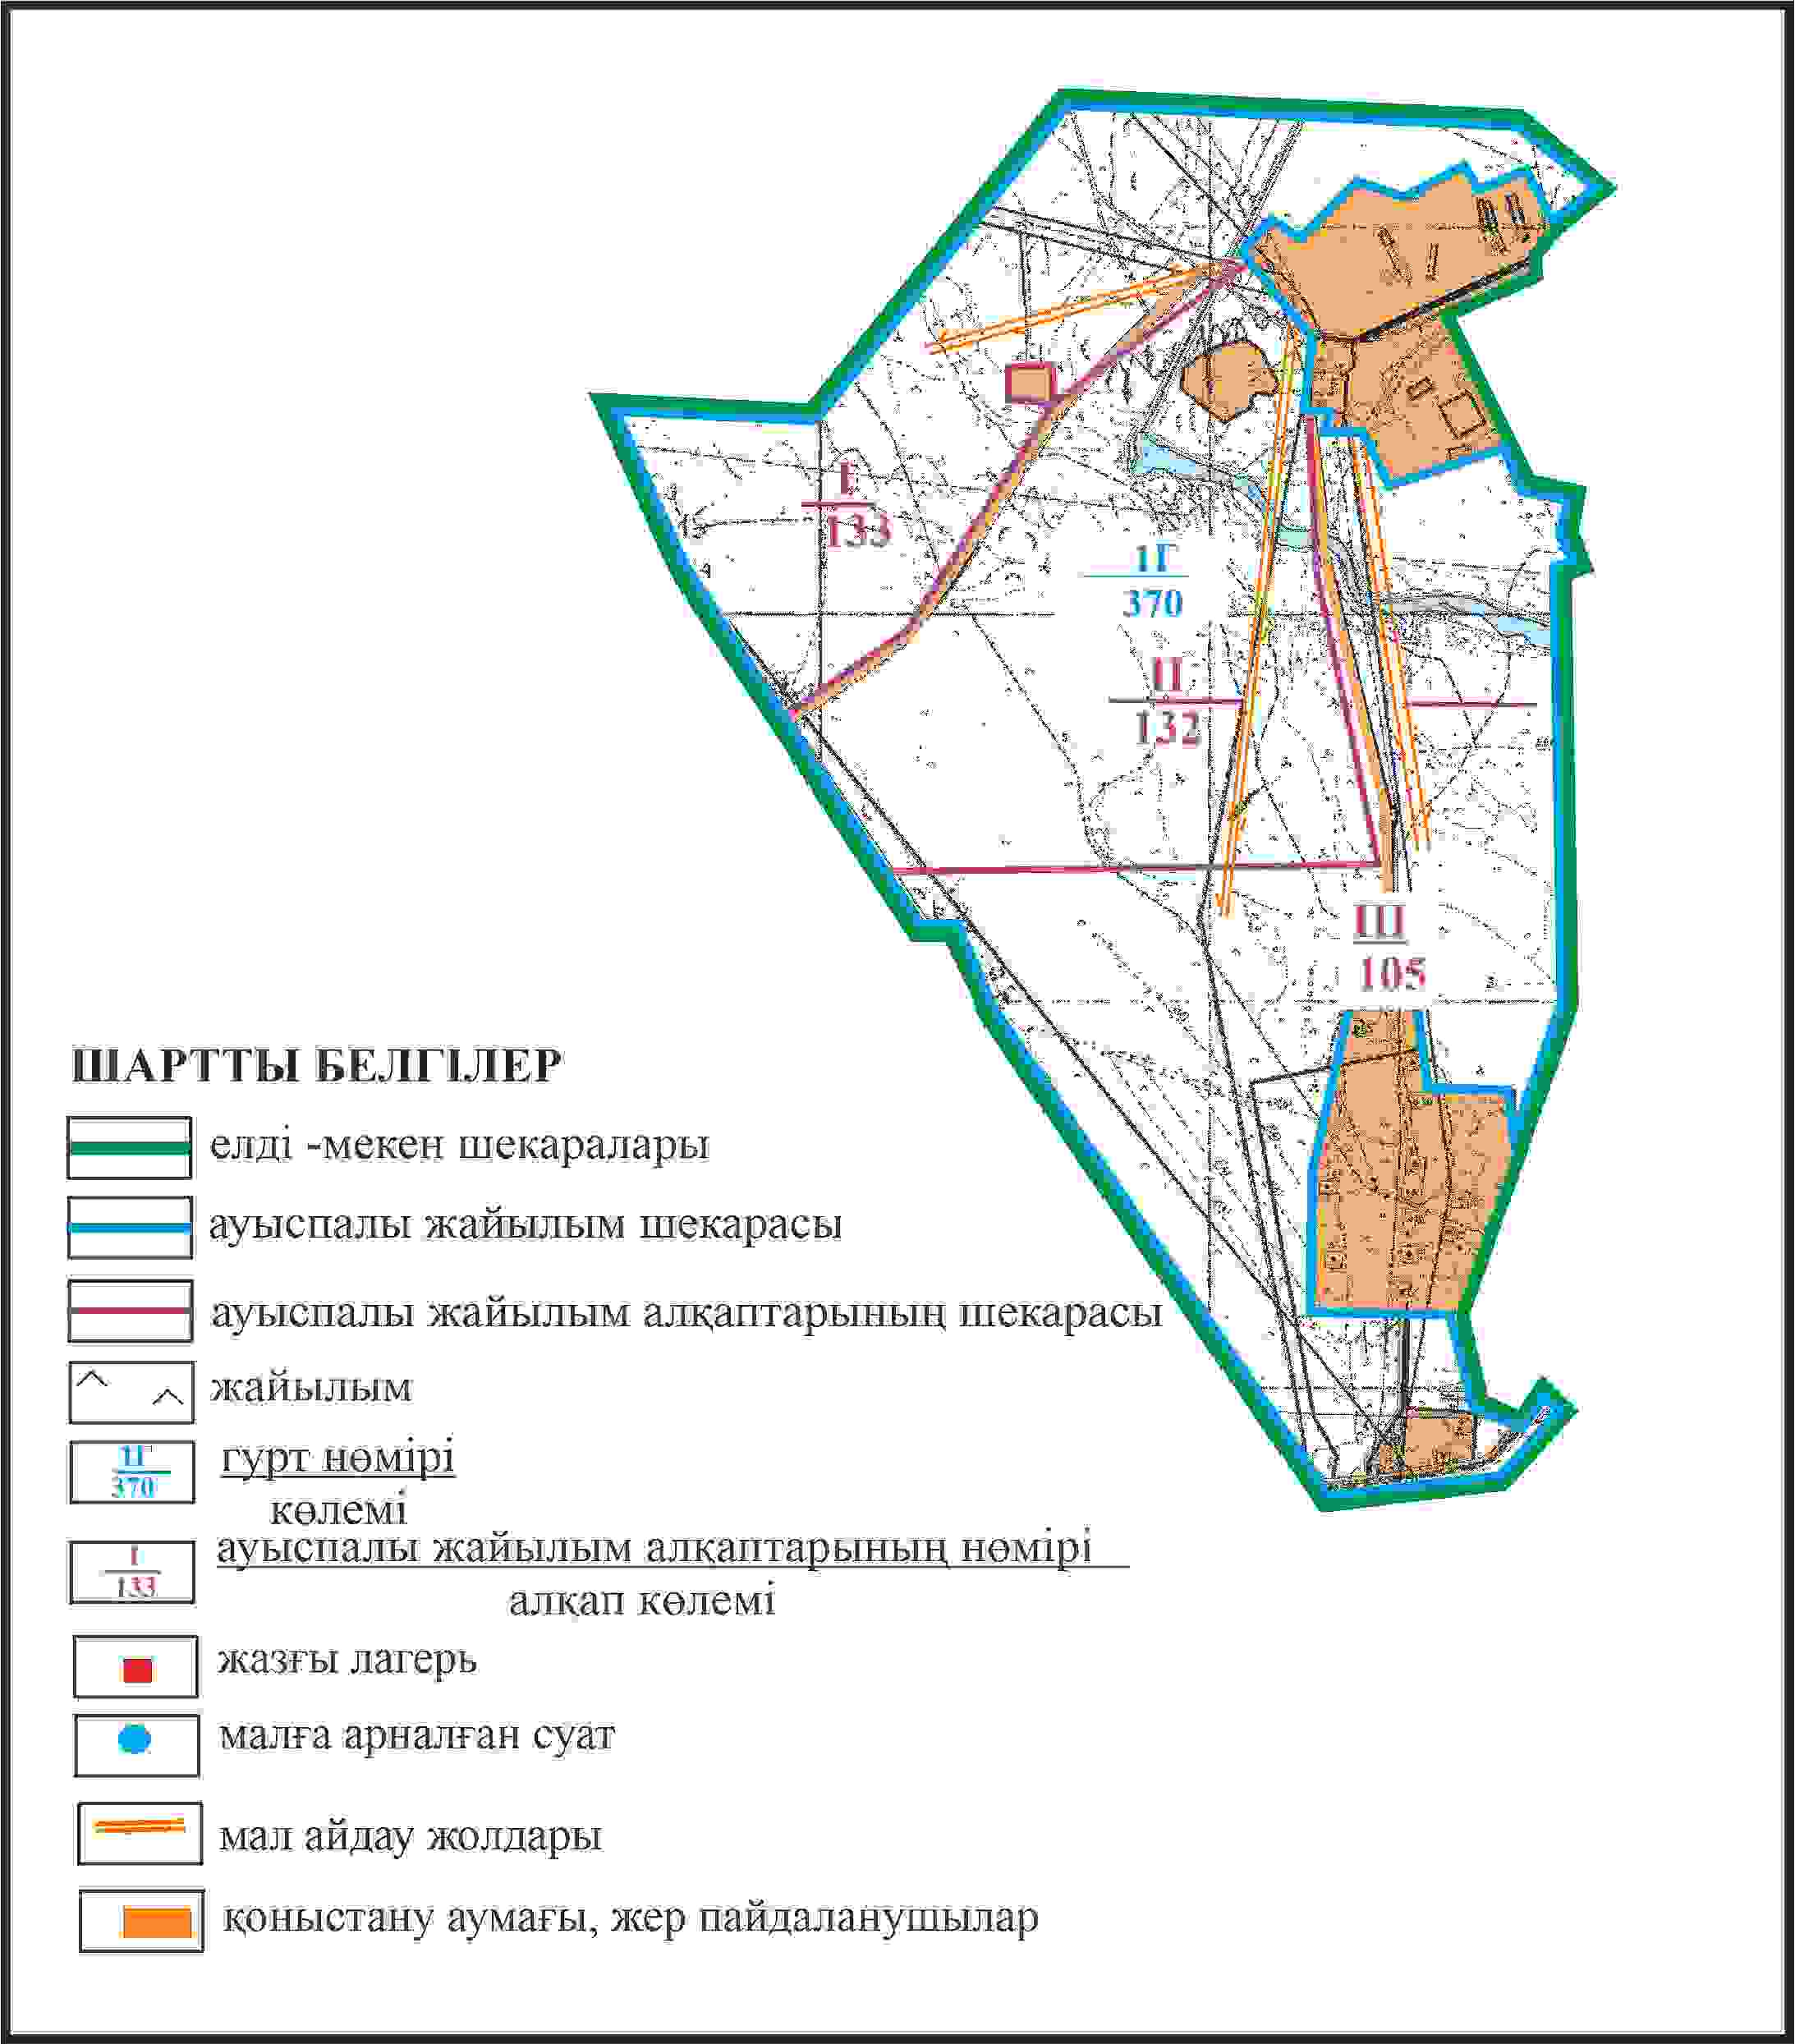 I
133
1Г
370
II
132
III
105
ШАРТТЫ БЕЛГІЛЕР
елді -мекен шекаралары
ауыспалы жайылым шекарасы
ауыспалы жайылым алқаптарының шекарасы
жайылым
1Г
370
гурт нөмірі
көлемі
I
133
ауыспалы жайылым алқаптарының нөмірі
алқап көлемі
жазғы лагерь
малға арналған суат
мал айдау жолдары
қоныстану аумағы, жер пайдаланушылар